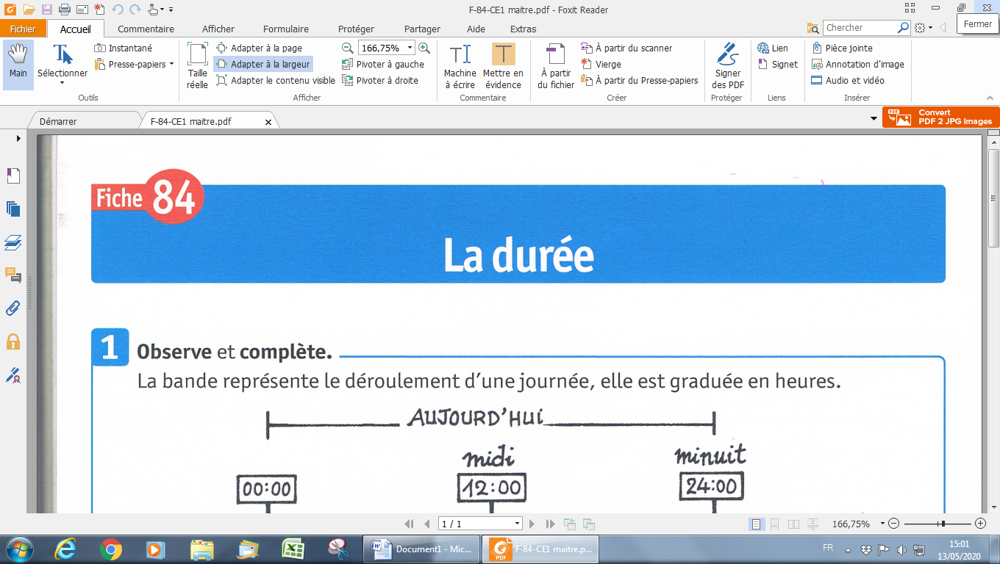 F-84-CE1 maitre.pdf - Foxit Reader
Fichier Accueil Commentaire Afficher Formulaire Protéger Partager Aide Extras Chercher Fermer
Main
Sélectionner
Instantané
Presse-papiers
Outils
Taille réelle
Adapter à la page
Adapter à la largeur
Adapter le contenu visible
166,75%
Pivoter à gauche
Pivoter à droite
Afficher
Machine à écrire
Mettre en évidence
Commentaire
À partir du fichier
À partir du scanner
Vierge
À partir du Presse-papiers
Créer
Signer des PDF
Protéger
Lien
Signet
Liens
Pièce jointe
Annotation d'image
Audio et vidéo
Insérer
Démarrer F-84-CE1 maitre.pdf
PDF Convert
PDF 2 JPG Images
Fiche 84
La durée
1 Observe et complète.
La bande représente le déroulement d'une journée, elle est graduée en heures.
AUJOURD'HUI
midi minuit
00:00 12:00 24:00
1 / 1 166,75%
Document1 - Mic... PDF F-84-CE1 maitre.p... FR 15:01
13/05/2020